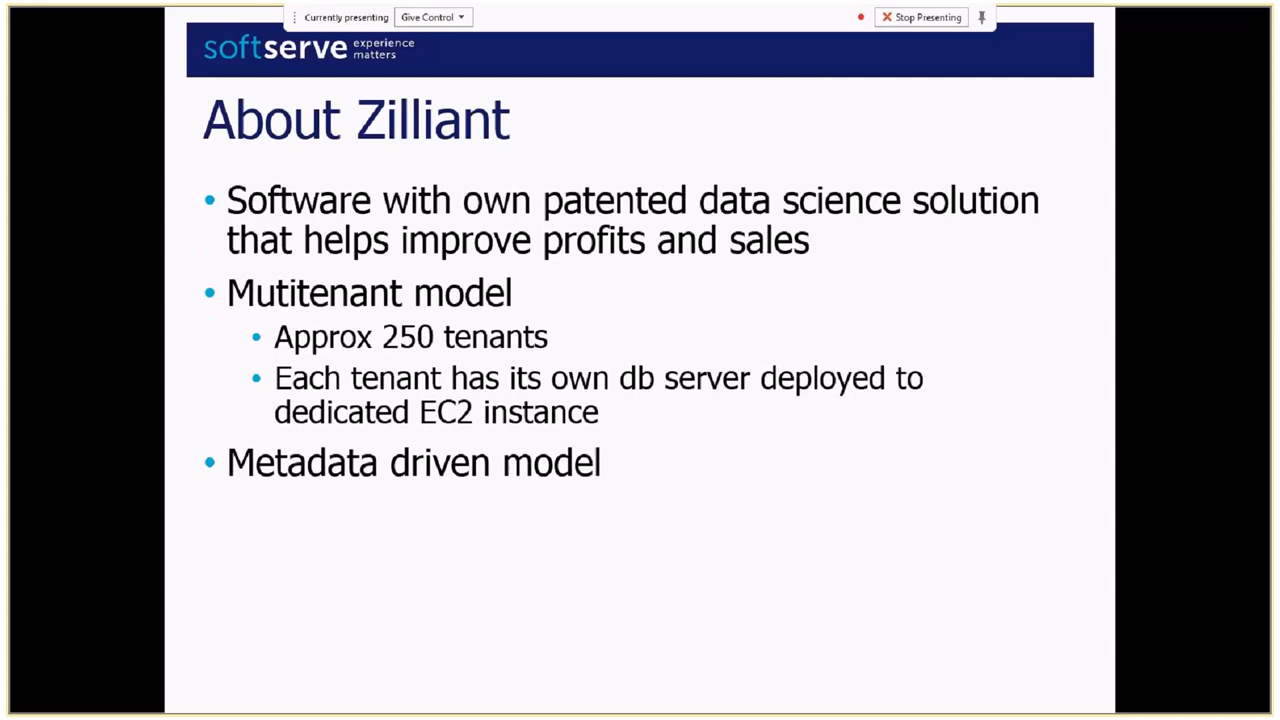 Currently presenting Give Control Stop Presenting
softserve experience matters
About Zilliant
• Software with own patented data science solution
that helps improve profits and sales
• Mutitenant model
• Approx 250 tenants
• Each tenant has its own db server deployed to
dedicated EC2 instance
• Metadata driven model